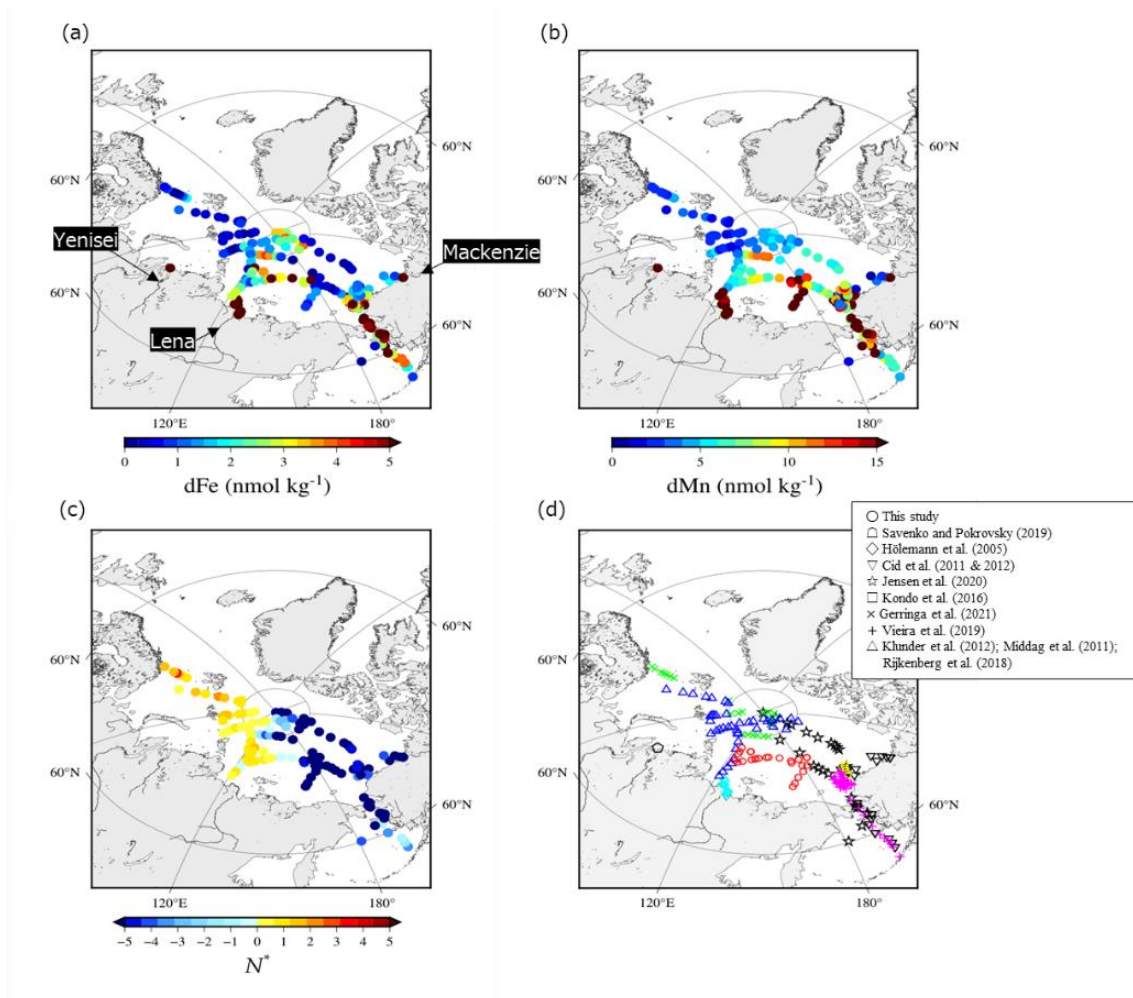 (a)
(b)
60°N
60°N
60°N
60°N
Yenisei
Mackenzie
60°N
60°N
60°N
60°N
Lena
120°E
180°
120°E
180°
0 1 2 3 4 5
0 5 10 15
dFe (nmol kg⁻¹)
dMn (nmol kg⁻¹)
(c)
(d)
This study
Savenko and Pokrovsky (2019)
Hölemann et al. (2005)
Cid et al. (2011 & 2012)
Jensen et al. (2020)
Kondo et al. (2016)
Gerringa et al. (2021)
Vieira et al. (2019)
Klunder et al. (2012); Middag et al. (2011);
Rijkenberg et al. (2018)
60°N
60°N
60°N
60°N
60°N
60°N
60°N
120°E
180°
120°E
180°
−5 −4 −3 −2 −1 0 1 2 3 4 5
N*